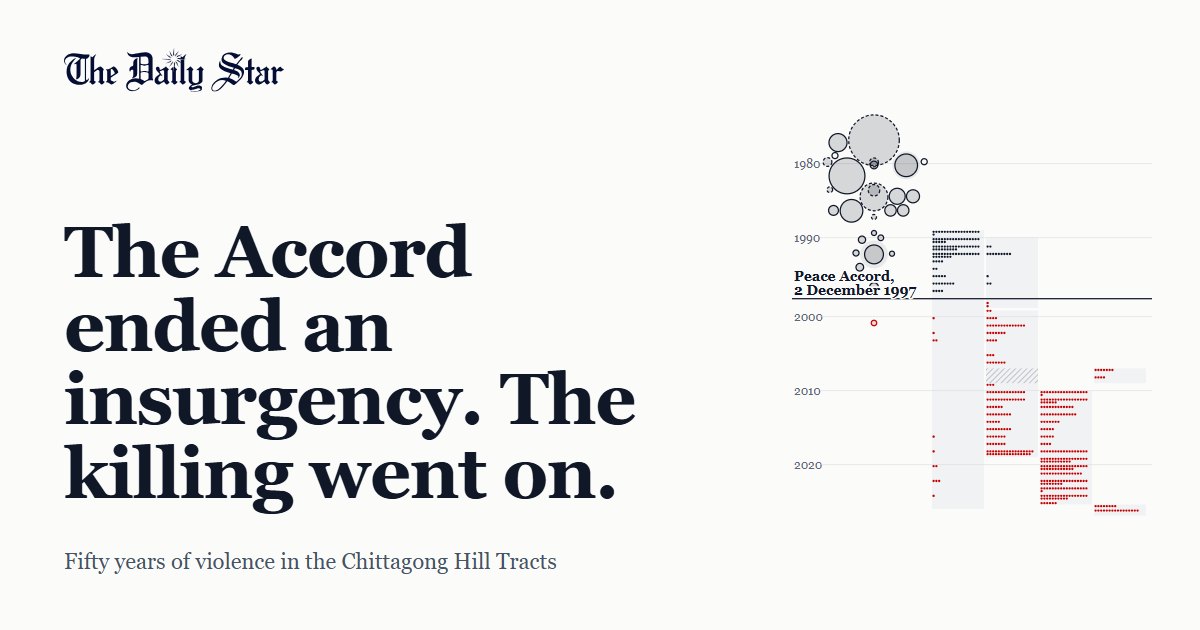 The Daily Star
The Accord
ended an
insurgency. The
killing went on.
Fifty years of violence in the Chittagong Hill Tracts
1980
1990
Peace Accord,
2 December 1997
2000
2010
2020